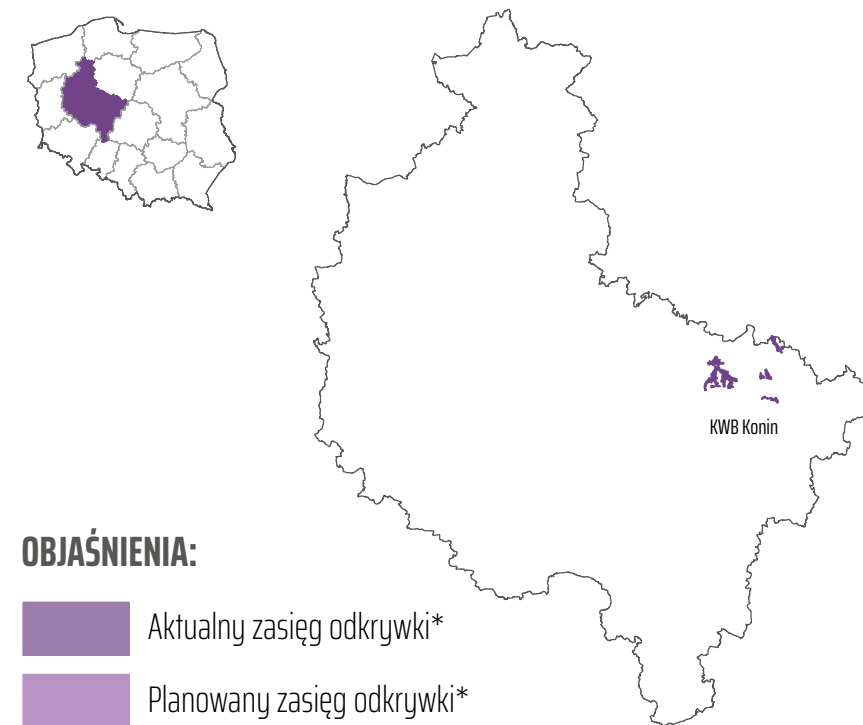 KWB Konin
OBJAŚNIENIA:
Aktualny zasięg odkrywki*
Planowany zasięg odkrywki*